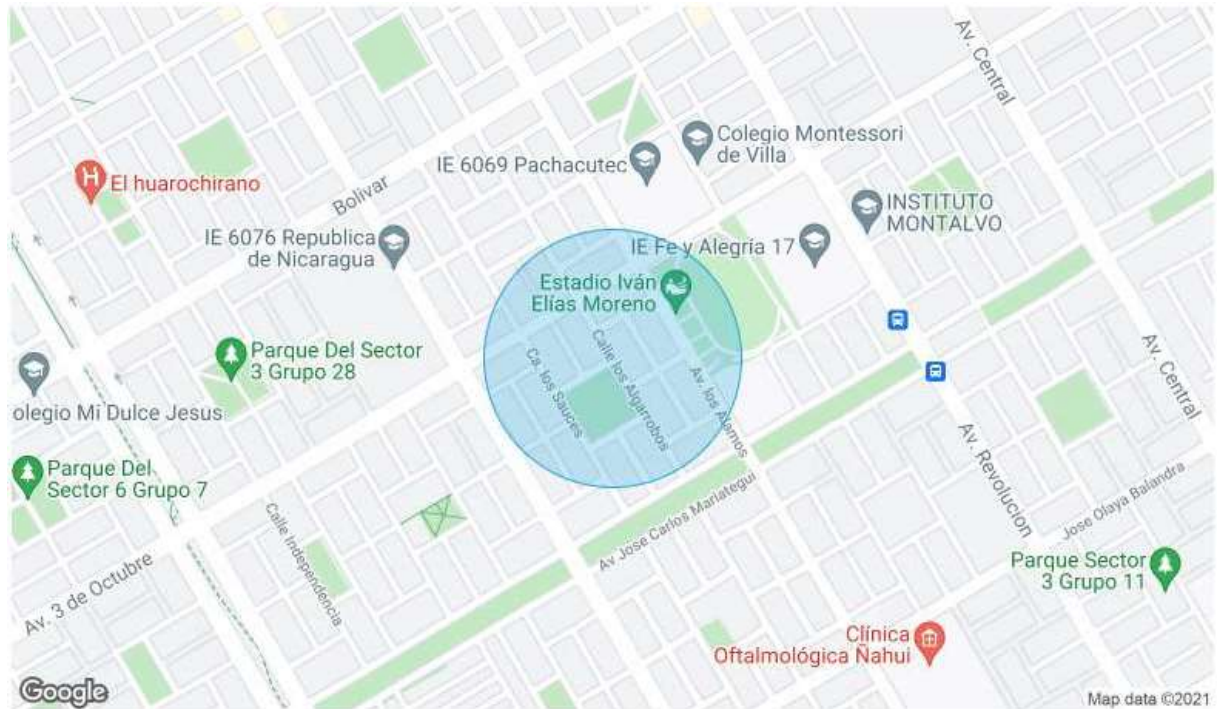 Av. Central
Colegio Montessori
de Villa
IE 6069 Pachacutec
El huarochirano
Bolivar
INSTITUTO
MONTALVO
IE 6076 Republica
de Nicaragua
IE Fe y Alegría 17
Estadio Iván
Elías Moreno
Parque Del Sector
3 Grupo 28
Ca. los Sauces
Calle los Algarrobos
Av. los Alamos
Av. Central
olegio Mi Dulce Jesus
Parque Del
Sector 6 Grupo 7
Av. Revolucion
Jose Olaya Balandra
Calle Independencia
Av Jose Carlos Mariategui
Av. 3 de Octubre
Parque Sector
3 Grupo 11
Clínica
Oftalmológica Ñahui
Google
Map data ©2021